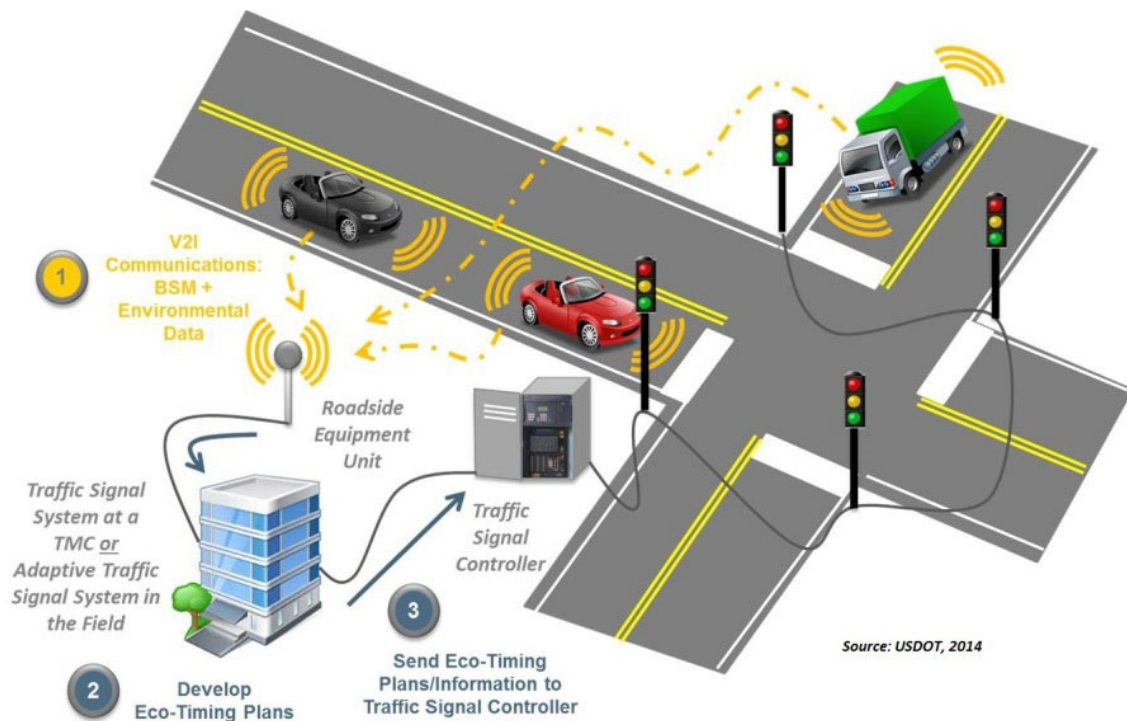 1
V2I
Communications:
BSM +
Environmental
Data
Roadside
Equipment
Unit
Traffic Signal
System at a
TMC or
Adaptive Traffic
Signal System in
the Field
Traffic
Signal
Controller
2
Develop
Eco-Timing Plans
3
Send Eco-Timing
Plans/Information to
Traffic Signal Controller
Source: USDOT, 2014